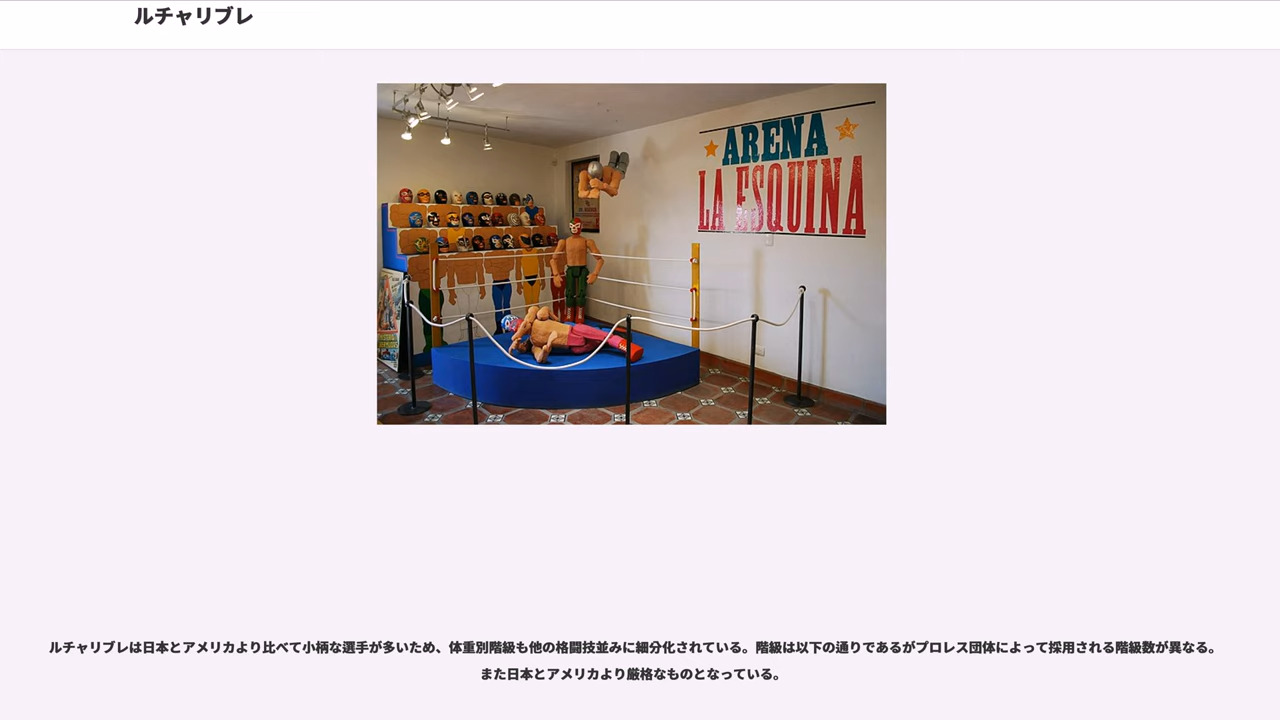 ルチャリブレ
ARENA
LA ESQUINA
ルチャリブレは日本とアメリカより比べて小柄な選手が多いため、体重別階級も他の格闘技並みに細分化されている。階級は以下の通りであるがプロレス団体によって採用される階級数が異なる。
また日本とアメリカより厳格なものとなっている。